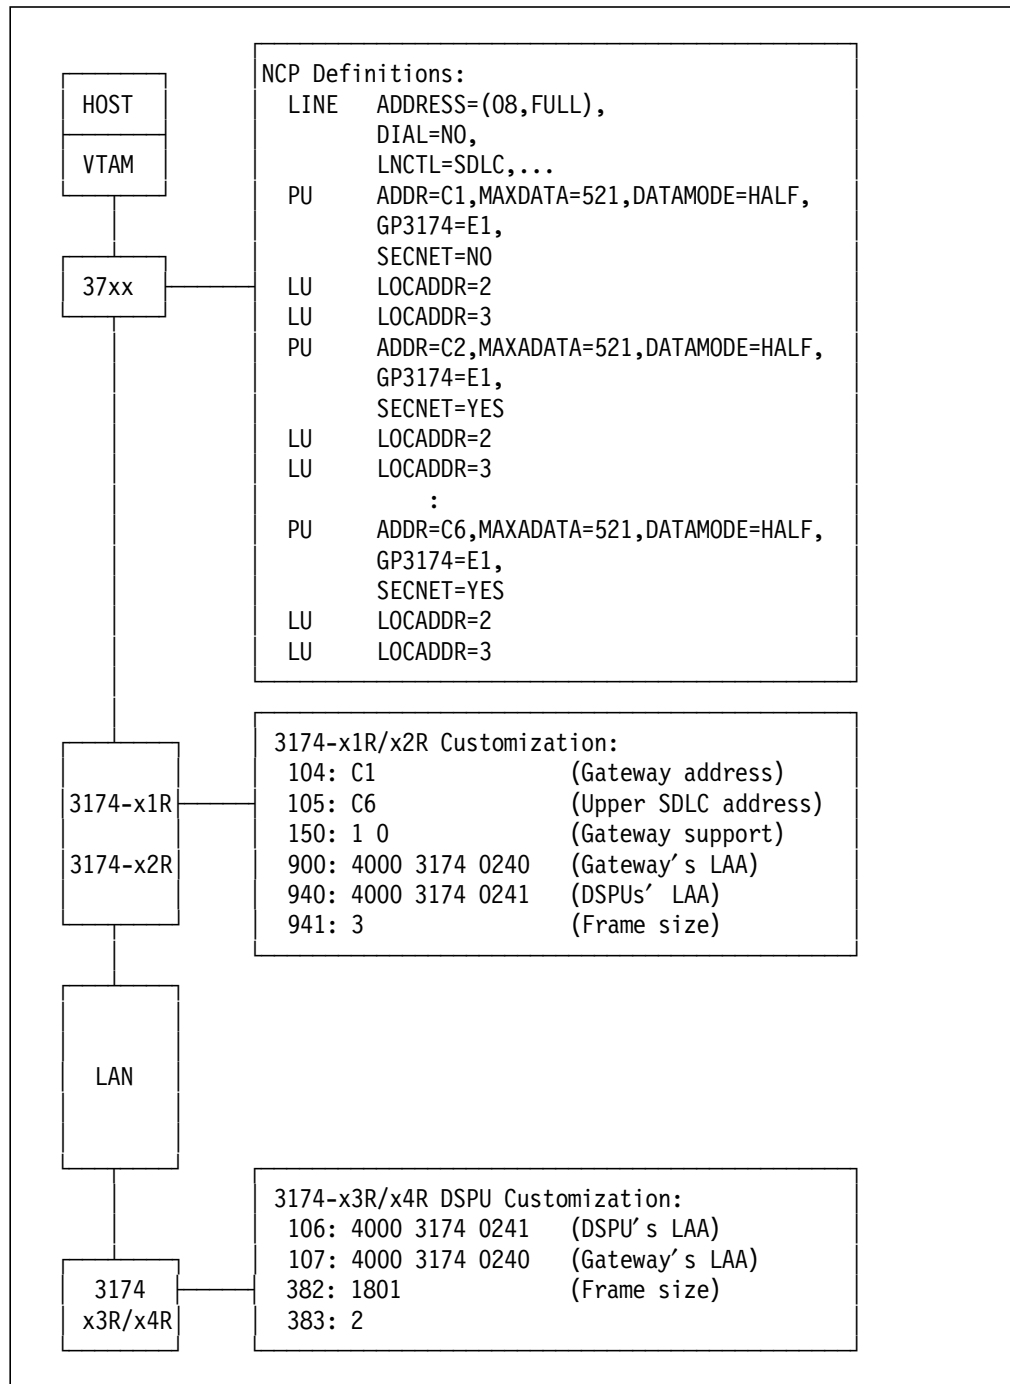 HOST
VTAM
37xx
NCP Definitions:
LINE ADDRESS=(08,FULL),
DIAL=NO,
LNCTL=SDLC,...
PU ADDR=C1,MAXDATA=521,DATAMODE=HALF,
GP3174=E1,
SECNET=NO
LU LOCADDR=2
LU LOCADDR=3
PU ADDR=C2,MAXADATA=521,DATAMODE=HALF,
GP3174=E1,
SECNET=YES
LU LOCADDR=2
LU LOCADDR=3
:
PU ADDR=C6,MAXADATA=521,DATAMODE=HALF,
GP3174=E1,
SECNET=YES
LU LOCADDR=2
LU LOCADDR=3
3174-x1R
3174-x2R
3174-x1R/x2R Customization:
104: C1 (Gateway address)
105: C6 (Upper SDLC address)
150: 1 0 (Gateway support)
900: 4000 3174 0240 (Gateway's LAA)
940: 4000 3174 0241 (DSPUs' LAA)
941: 3 (Frame size)
LAN
3174
x3R/x4R
3174-x3R/x4R DSPU Customization:
106: 4000 3174 0241 (DSPU's LAA)
107: 4000 3174 0240 (Gateway's LAA)
382: 1801 (Frame size)
383: 2